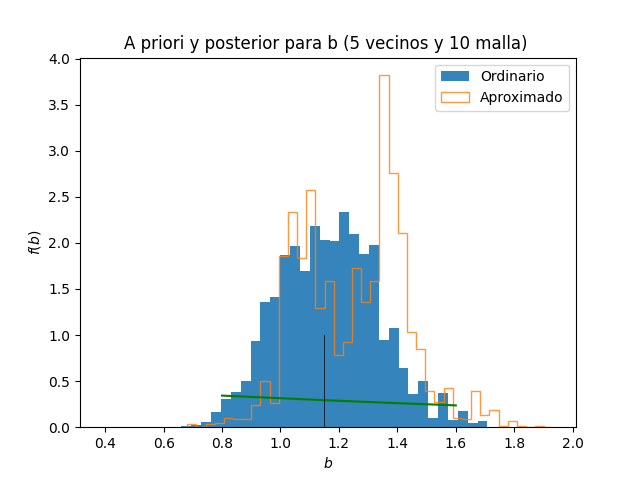 A priori y posterior para b (5 vecinos y 10 malla)
Ordinario
Aproximado
4.0
3.5
3.0
2.5
2.0
1.5
1.0
0.5
0.0
f(b)
0.4 0.6 0.8 1.0 1.2 1.4 1.6 1.8 2.0
b